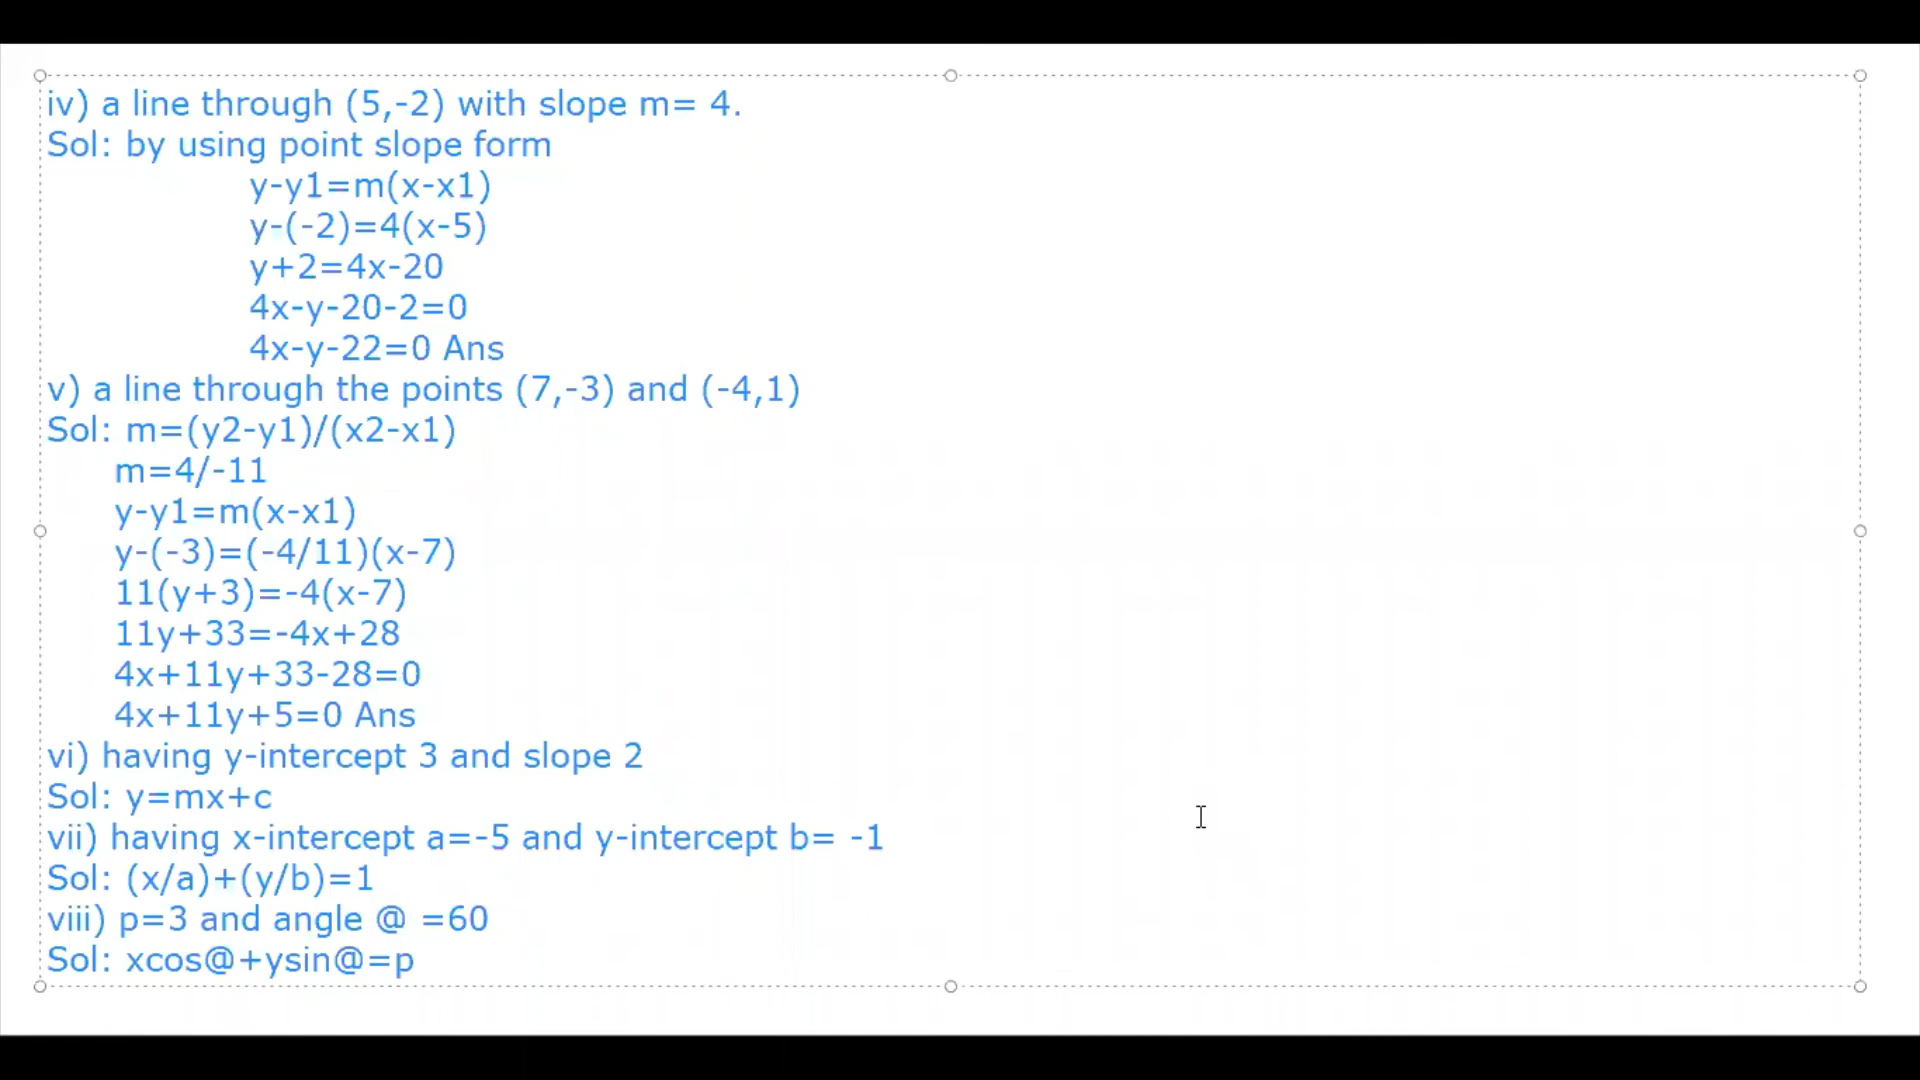 iv) a line through (5,-2) with slope m= 4.
Sol: by using point slope form
y-y1=m(x-x1)
y-(-2)=4(x-5)
y+2=4x-20
4x-y-20-2=0
4x-y-22=0 Ans
v) a line through the points (7,-3) and (-4,1)
Sol: m=(y2-y1)/(x2-x1)
m=4/-11
y-y1=m(x-x1)
y-(-3)=(-4/11)(x-7)
11(y+3)=-4(x-7)
11y+33=-4x+28
4x+11y+33-28=0
4x+11y+5=0 Ans
vi) having y-intercept 3 and slope 2
Sol: y=mx+c
vii) having x-intercept a=-5 and y-intercept b= -1
Sol: (x/a)+(y/b)=1
viii) p=3 and angle @ =60
Sol: xcos@+ysin@=p